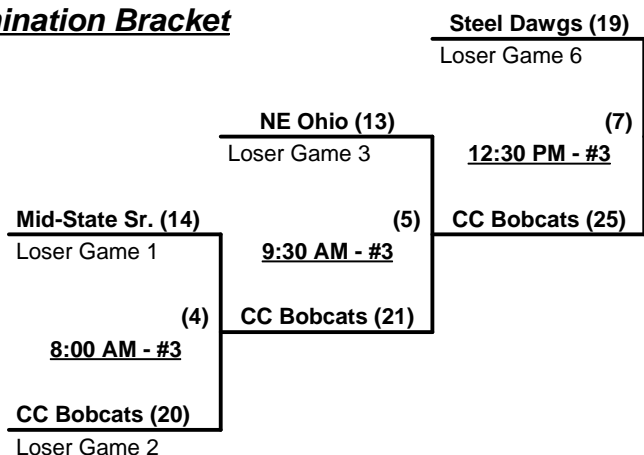 mination Bracket
Steel Dawgs (19)
Loser Game 6
NE Ohio (13)
(7)
Loser Game 3
12:30 PM - #3
Mid-State Sr. (14)
(5)
CC Bobcats (25)
Loser Game 1
9:30 AM - #3
(4)
CC Bobcats (21)
8:00 AM - #3
CC Bobcats (20)
Loser Game 2